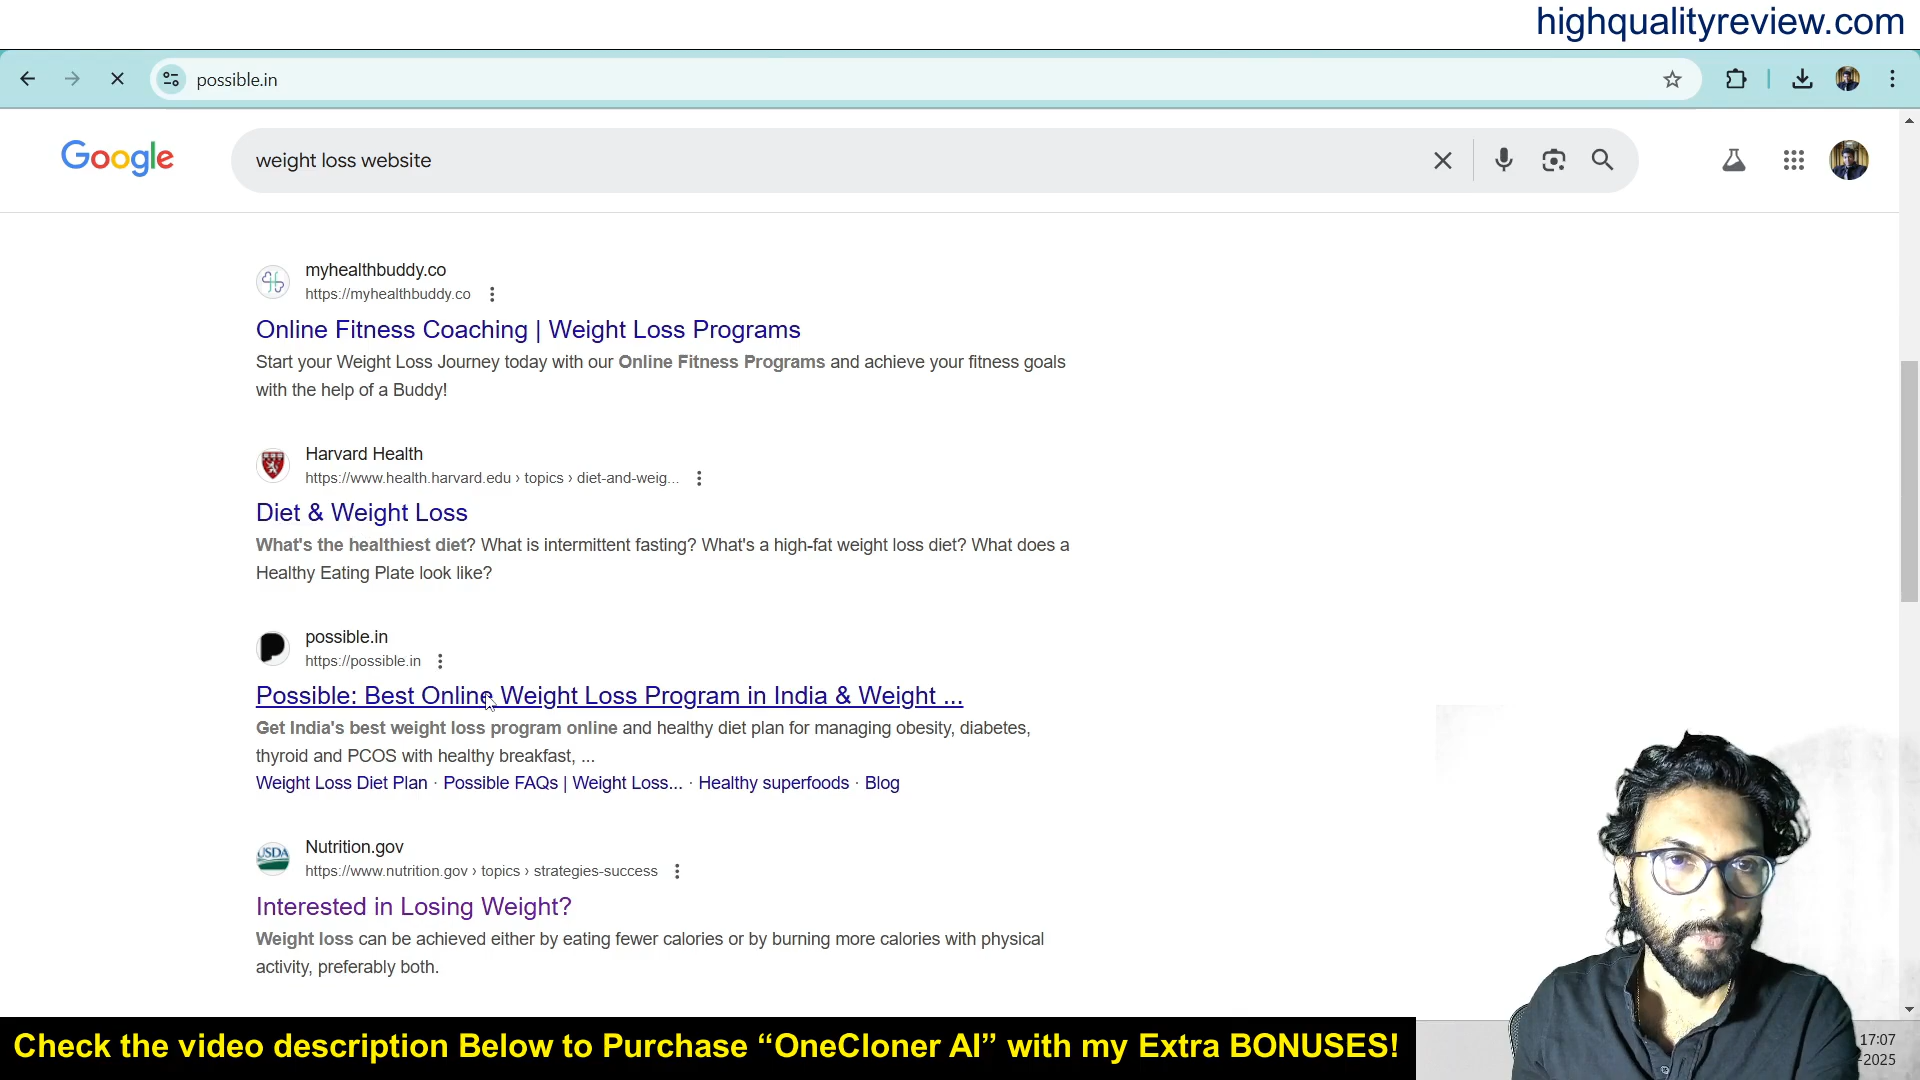 highqualityreview.com
possible.in
Google
weight loss website
myhealthbuddy.co
https://myhealthbuddy.co
Online Fitness Coaching | Weight Loss Programs
Start your Weight Loss Journey today with our Online Fitness Programs and achieve your fitness goals
with the help of a Buddy!
Harvard Health
https://www.health.harvard.edu › topics › diet-and-weig...
Diet & Weight Loss
What's the healthiest diet? What is intermittent fasting? What's a high-fat weight loss diet? What does a
Healthy Eating Plate look like?
possible.in
https://possible.in
Possible: Best Online Weight Loss Program in India & Weight ...
Get India's best weight loss program online and healthy diet plan for managing obesity, diabetes,
thyroid and PCOS with healthy breakfast, ...
Weight Loss Diet Plan · Possible FAQs | Weight Loss... · Healthy superfoods · Blog
USDA
Nutrition.gov
https://www.nutrition.gov › topics › strategies-success
Interested in Losing Weight?
Weight loss can be achieved either by eating fewer calories or by burning more calories with physical
activity, preferably both.
Check the video description Below to Purchase “OneCloner AI” with my Extra BONUSES!
17:07
-2025